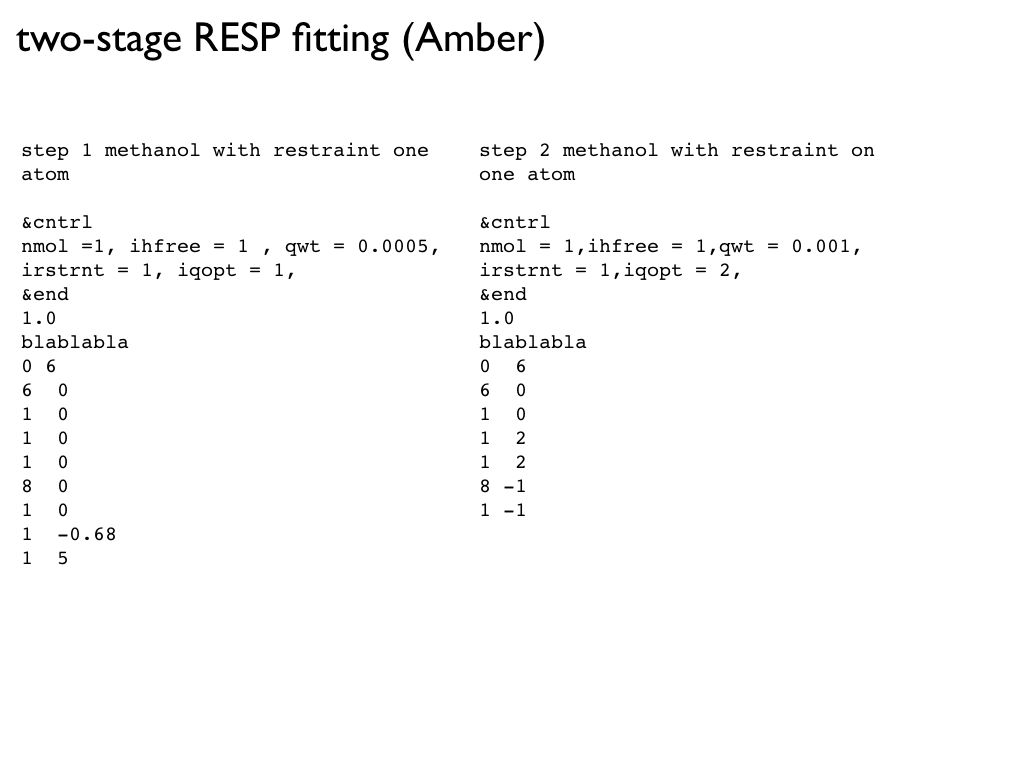 two-stage RESP fitting (Amber)
step 1 methanol with restraint one
atom
&cntrl
nmol =1, ihfree = 1 , qwt = 0.0005,
irstrnt = 1, iqopt = 1,
&end
1.0
blablabla
0 6
6  0
1  0
1  0
1  0
8  0
1  0
1  -0.68
1  5
step 2 methanol with restraint on
one atom
&cntrl
nmol = 1,ihfree = 1,qwt = 0.001,
irstrnt = 1,iqopt = 2,
&end
1.0
blablabla
0  6
6  0
1  0
1  2
1  2
8 -1
1 -1